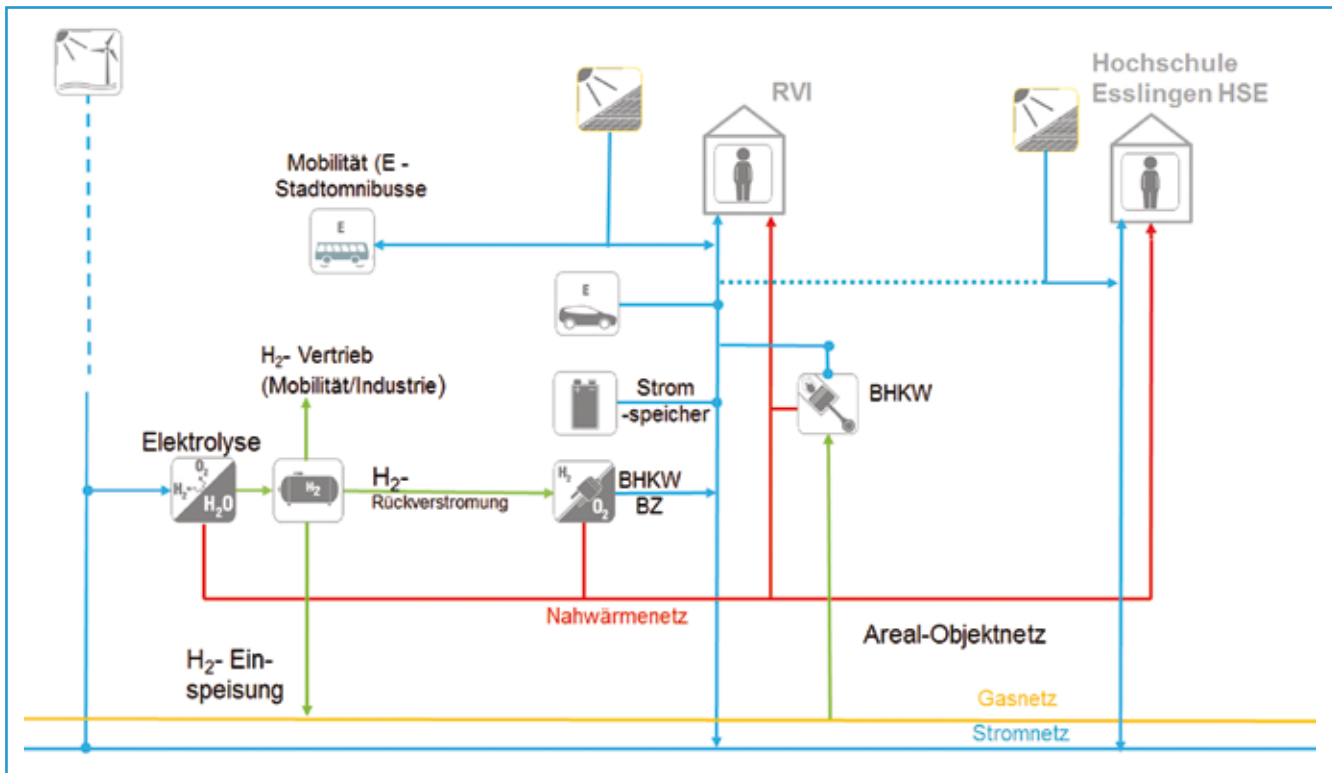 RVI
Hochschule
Esslingen HSE
Mobilität (E -
Stadtomnibusse
E
E
H₂- Vertrieb
(Mobilität/Industrie)
Strom
-speicher
BHKW
Elektrolyse
O₂
H₂
H₂O
H₂
H₂-
Rückverstromung
H₂
O₂
BHKW
BZ
Nahwärmenetz
Areal-Objektnetz
H₂- Ein-
speisung
Gasnetz
Stromnetz